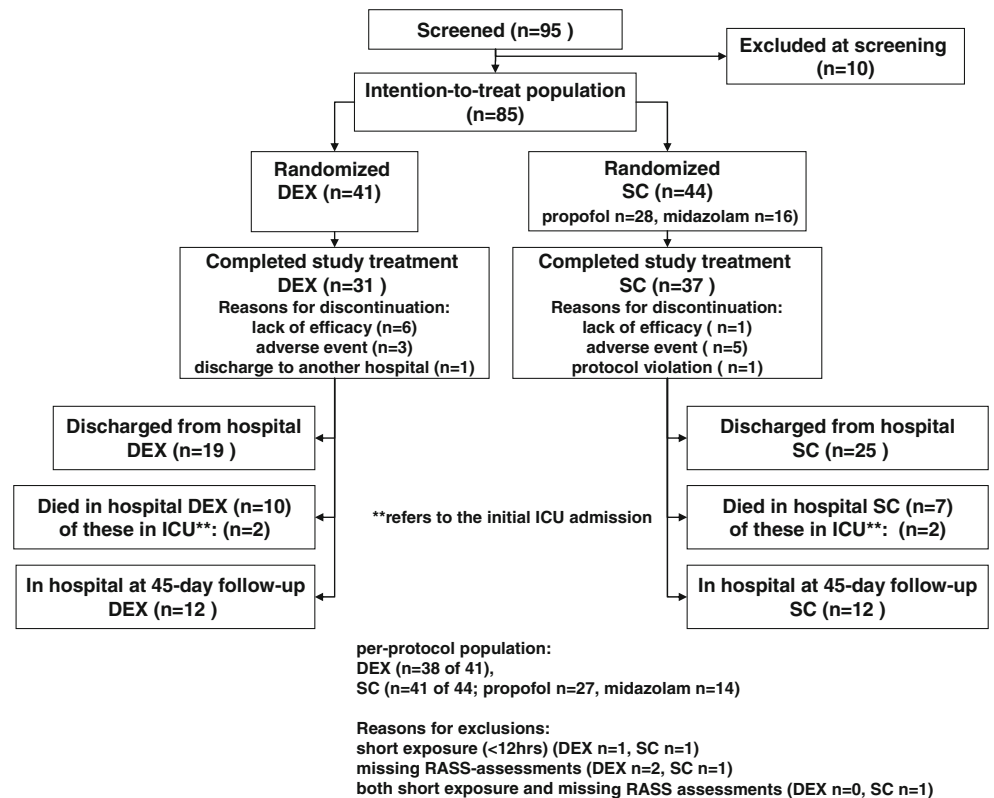 Screened (n=95 )
Excluded at screening
(n=10)
Intention-to-treat population
(n=85)
Randomized
DEX (n=41)
Randomized
SC (n=44)
propofol n=28, midazolam n=16)
Completed study treatment
DEX (n=31 )
Reasons for discontinuation:
lack of efficacy (n=6)
adverse event (n=3)
discharge to another hospital (n=1)
Completed study treatment
SC (n=37 )
Reasons for discontinuation:
lack of efficacy ( n=1)
adverse event ( n=5)
protocol violation ( n=1)
Discharged from hospital
DEX (n=19 )
Discharged from hospital
SC (n=25 )
Died in hospital DEX (n=10)
of these in ICU**: (n=2)
**refers to the initial ICU admission
Died in hospital SC (n=7)
of these in ICU**: (n=2)
In hospital at 45-day follow-up
DEX (n=12 )
In hospital at 45-day follow-up
SC (n=12 )
per-protocol population:
DEX (n=38 of 41),
SC (n=41 of 44; propofol n=27, midazolam n=14)
Reasons for exclusions:
short exposure (<12hrs) (DEX n=1, SC n=1)
missing RASS-assessments (DEX n=2, SC n=1)
both short exposure and missing RASS assessments (DEX n=0, SC n=1)